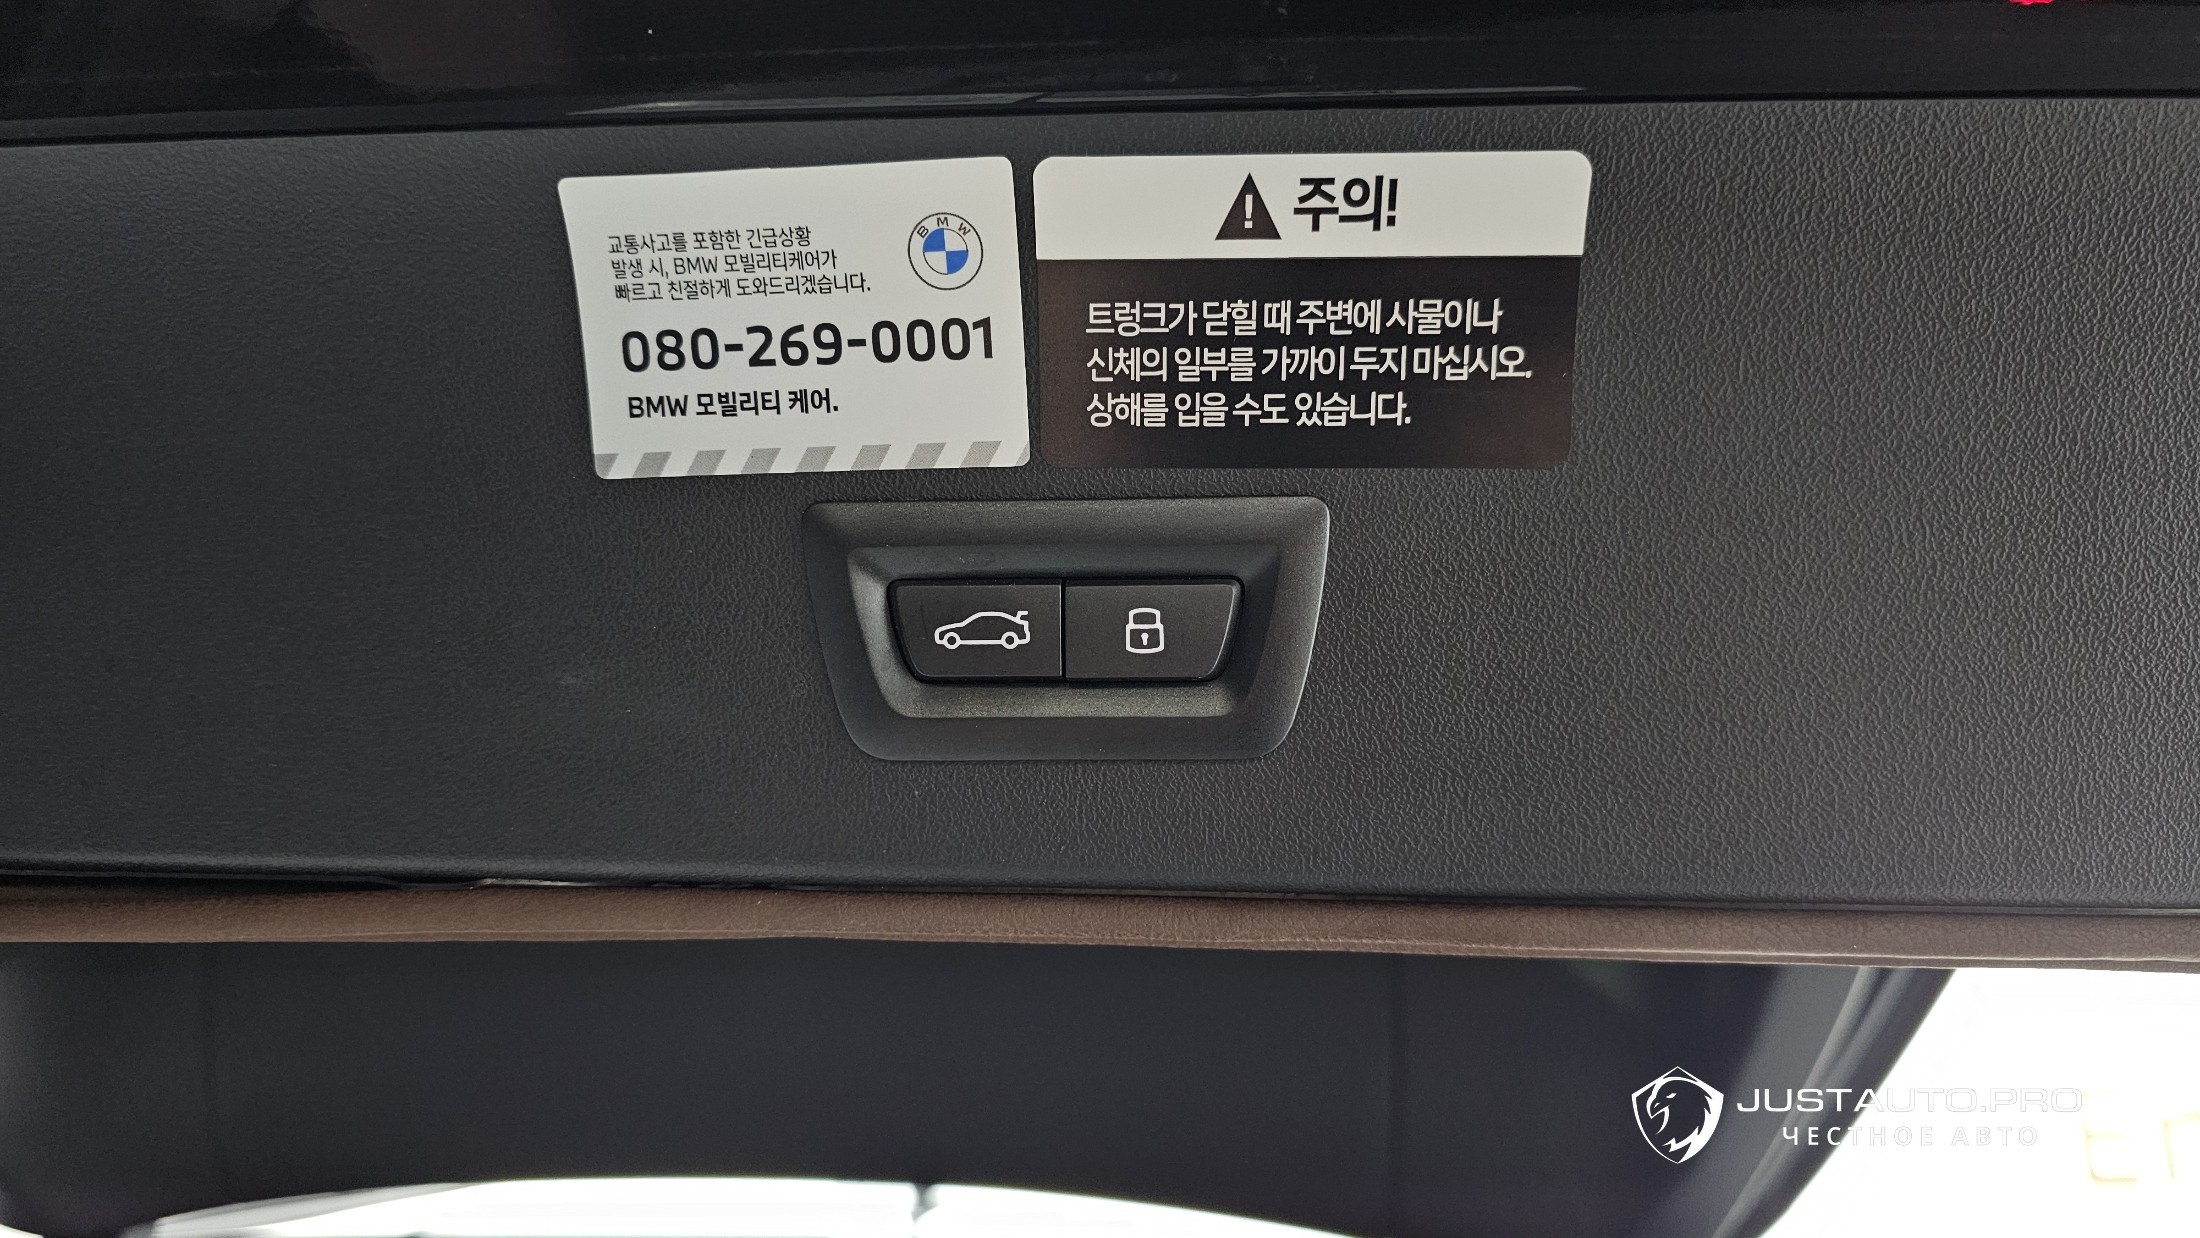 교통사고를 포함한 긴급상황
발생 시, BMW 모빌리티케어가
빠르고 친절하게 도와드리겠습니다.
BMW
080-269-0001
BMW 모빌리티 케어.
주의!
트렁크가 닫힐 때 주변에 사물이나
신체의 일부를 가까이 두지 마십시오.
상해를 입을 수도 있습니다.
JUSTAUTO.PRO
ЧЕСТНОЕ АВТО